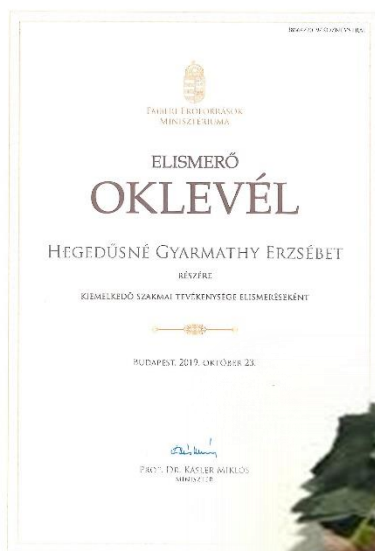 Emberi Erőforrások
Minisztériuma
ELISMERŐ
OKLEVÉL
Hegedűsné Gyarmathy Erzsébet
RÉSZÉRE
KIEMELKEDŐ SZAKMAI TEVÉKENYSÉGE ELISMERÉSEKÉNT
BUDAPEST, 2019. OKTÓBER 23.
Prof. Dr. Kásler Miklós
MINISZTER